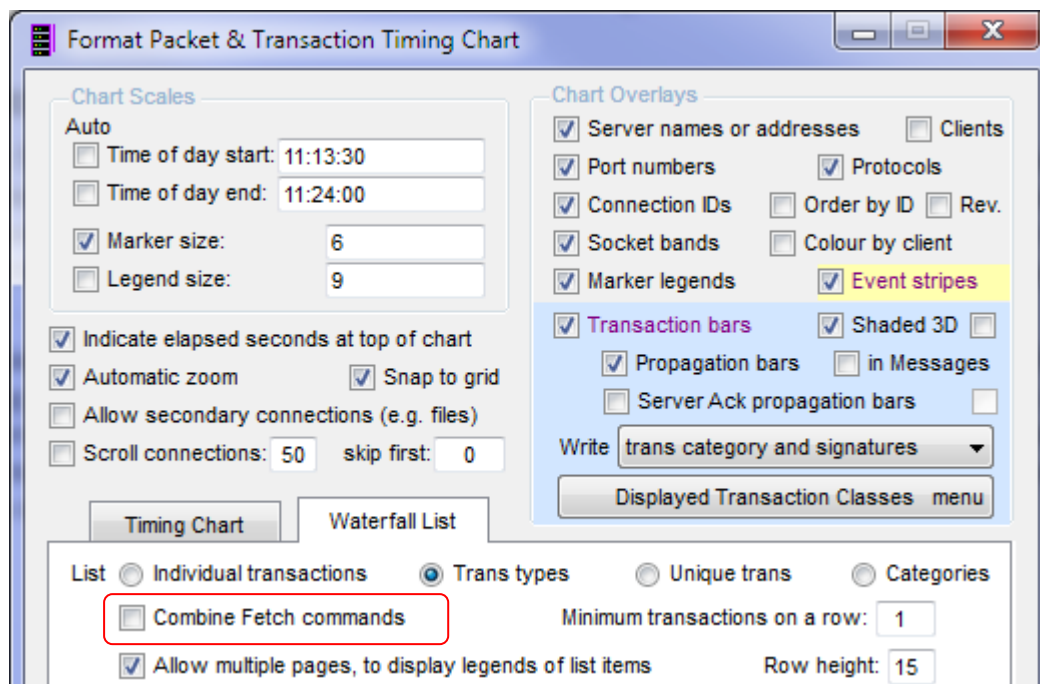 Format Packet & Transaction Timing Chart
Chart Scales
Auto
Time of day start: 11:13:30
Time of day end: 11:24:00
Marker size: 6
Legend size: 9
Indicate elapsed seconds at top of chart
Automatic zoom Snap to grid
Allow secondary connections (e.g. files)
Scroll connections: 50 skip first: 0
Chart Overlays
Server names or addresses Clients
Port numbers Protocols
Connection IDs Order by ID Rev.
Socket bands Colour by client
Marker legends Event stripes
Transaction bars Shaded 3D
Propagation bars in Messages
Server Ack propagation bars
Write trans category and signatures
Displayed Transaction Classes menu
Timing Chart Waterfall List
List Individual transactions Trans types Unique trans Categories
Combine Fetch commands Minimum transactions on a row: 1
Allow multiple pages, to display legends of list items Row height: 15